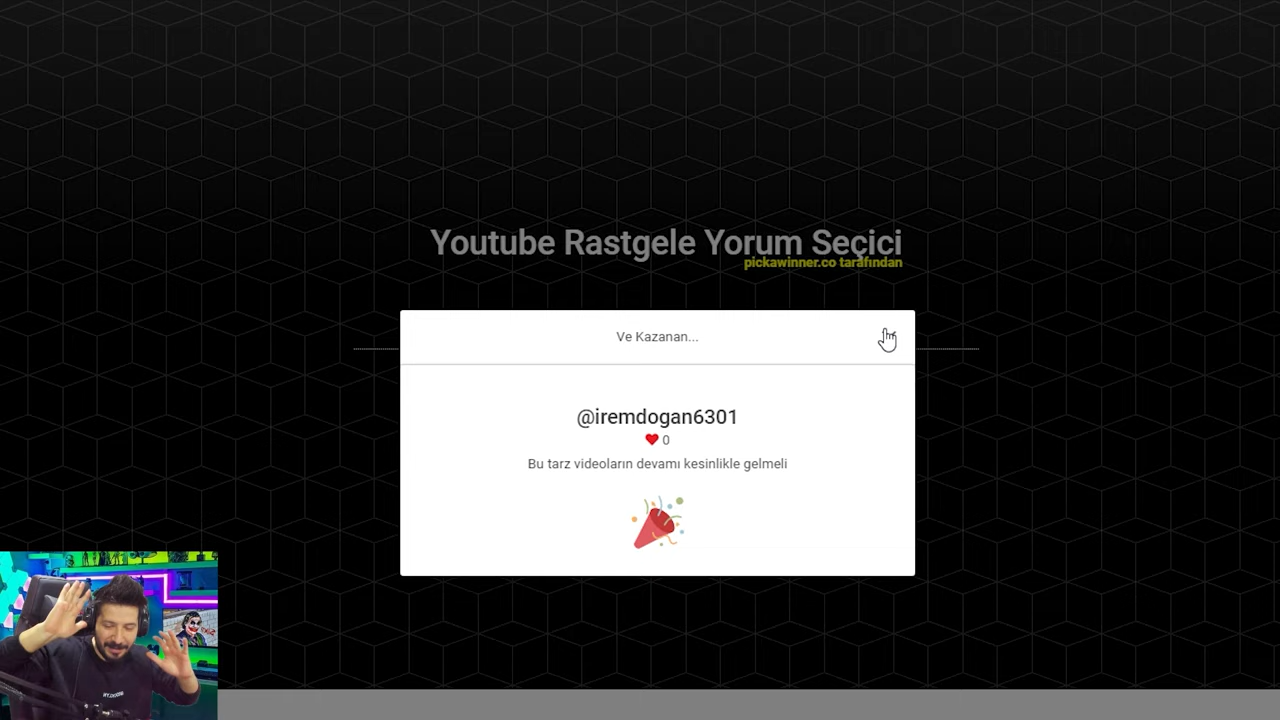 Youtube Rastgele Yorum Seçici
pickawinner.co tarafından
Ve Kazanan...
@iremdogan6301
0
Bu tarz videoların devamı kesinlikle gelmeli